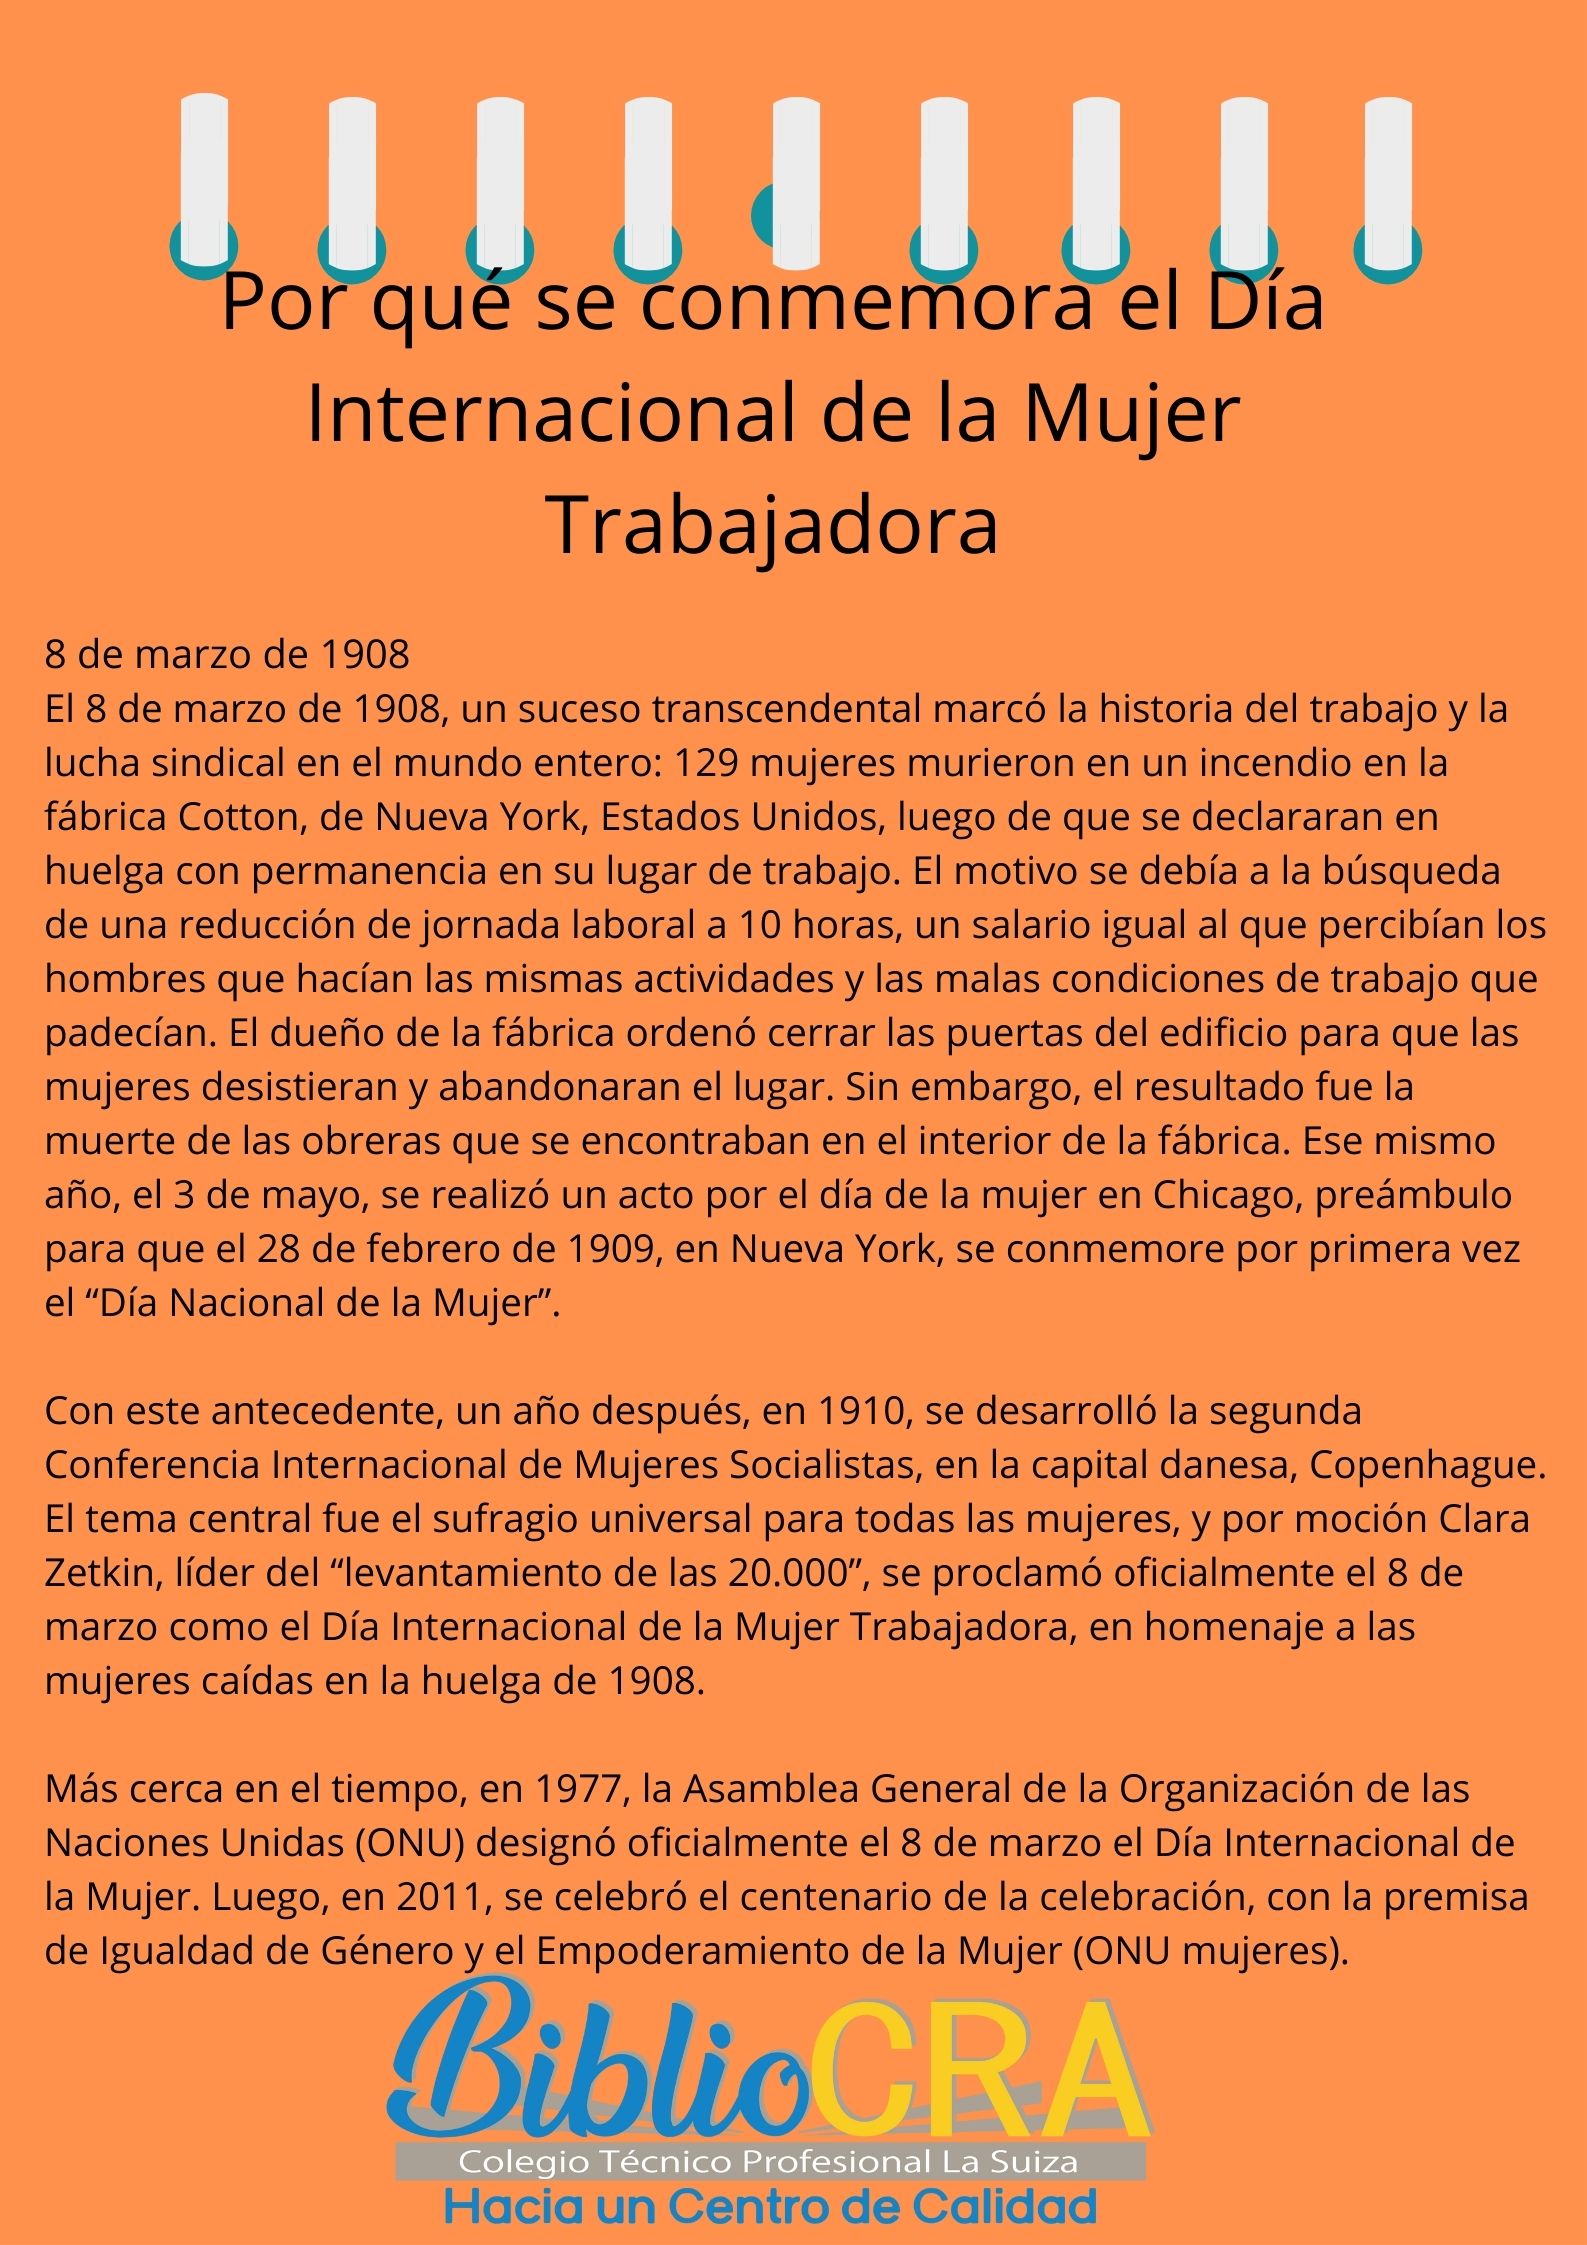 Por qué se conmemora el Día
Internacional de la Mujer
Trabajadora
8 de marzo de 1908
El 8 de marzo de 1908, un suceso transcendental marcó la historia del trabajo y la
lucha sindical en el mundo entero: 129 mujeres murieron en un incendio en la
fábrica Cotton, de Nueva York, Estados Unidos, luego de que se declararan en
huelga con permanencia en su lugar de trabajo. El motivo se debía a la búsqueda
de una reducción de jornada laboral a 10 horas, un salario igual al que percibían los
hombres que hacían las mismas actividades y las malas condiciones de trabajo que
padecían. El dueño de la fábrica ordenó cerrar las puertas del edificio para que las
mujeres desistieran y abandonaran el lugar. Sin embargo, el resultado fue la
muerte de las obreras que se encontraban en el interior de la fábrica. Ese mismo
año, el 3 de mayo, se realizó un acto por el día de la mujer en Chicago, preámbulo
para que el 28 de febrero de 1909, en Nueva York, se conmemore por primera vez
el “Día Nacional de la Mujer”.
Con este antecedente, un año después, en 1910, se desarrolló la segunda
Conferencia Internacional de Mujeres Socialistas, en la capital danesa, Copenhague.
El tema central fue el sufragio universal para todas las mujeres, y por moción Clara
Zetkin, líder del “levantamiento de las 20.000”, se proclamó oficialmente el 8 de
marzo como el Día Internacional de la Mujer Trabajadora, en homenaje a las
mujeres caídas en la huelga de 1908.
Más cerca en el tiempo, en 1977, la Asamblea General de la Organización de las
Naciones Unidas (ONU) designó oficialmente el 8 de marzo el Día Internacional de
la Mujer. Luego, en 2011, se celebró el centenario de la celebración, con la premisa
de Igualdad de Género y el Empoderamiento de la Mujer (ONU mujeres).
BiblioCRA
Colegio Técnico Profesional La Suiza
Hacia un Centro de Calidad